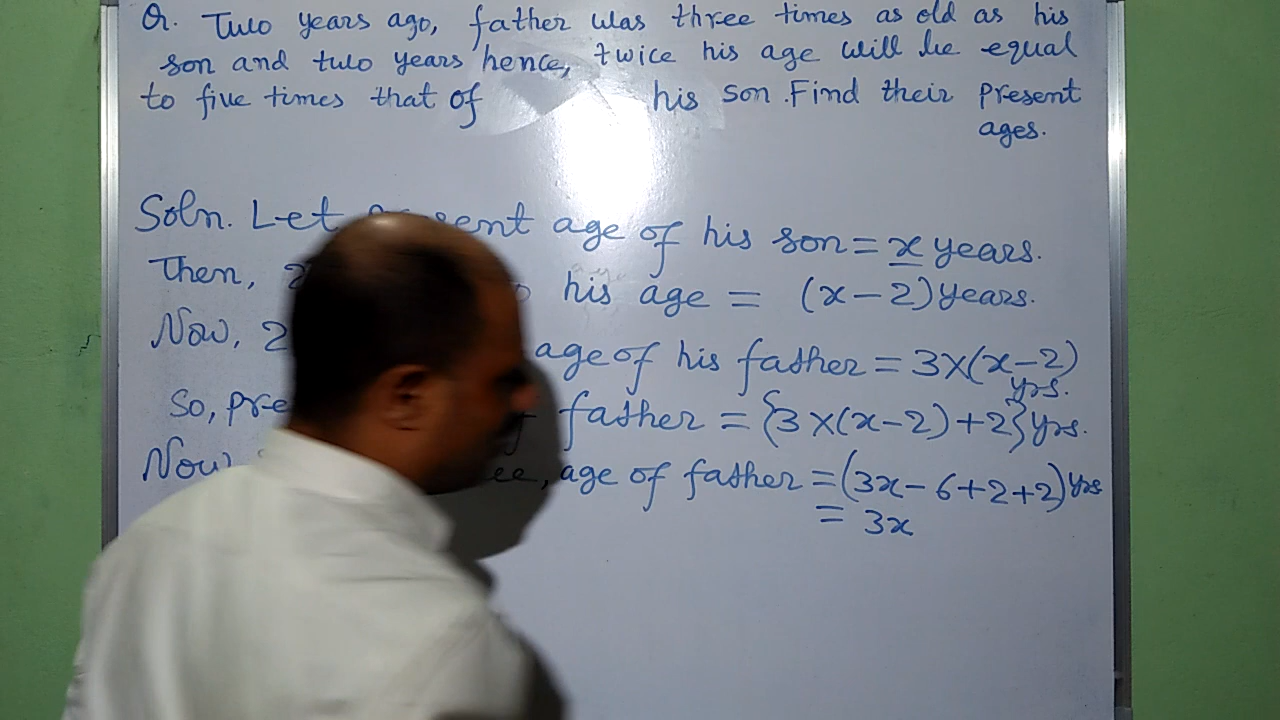 Qr. Two years ago, father was three times as old as his
son and two years hence, twice his age will be equal
to five times that of his son. Find their present
ages.
Soln. Let present age of his son = x years.
Then, his age = (x-2) years.
Now, 2 age of his father = 3×(x-2)
yrs.
So, father = {3×(x-2)+2} yrs.
Now age of father = (3x-6+2+2) yrs
= 3x